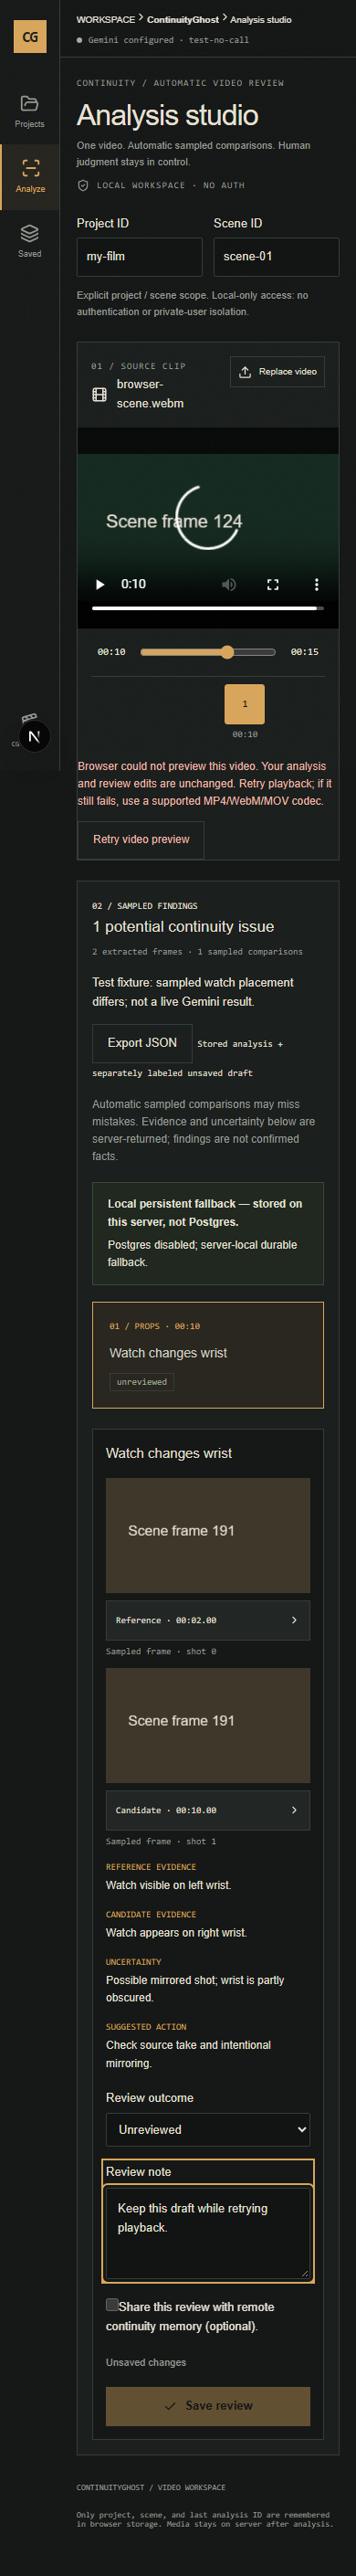 CG
Projects
Analyze
Saved
WORKSPACE > ContinuityGhost > Analysis studio
Gemini configured · test-no-call
CONTINUITY / AUTOMATIC VIDEO REVIEW
Analysis studio
One video. Automatic sampled comparisons. Human
judgment stays in control.
LOCAL WORKSPACE · NO AUTH
Project ID
Scene ID
my-film
scene-01
Explicit project / scene scope. Local-only access: no
authentication or private-user isolation.
01 / SOURCE CLIP
browser-
scene.webm
Replace video
Scene frame 124
0:10
00:10
00:15
1
00:10
N
Browser could not preview this video. Your analysis
and review edits are unchanged. Retry playback; if it
still fails, use a supported MP4/WebM/MOV codec.
Retry video preview
02 / SAMPLED FINDINGS
1 potential continuity issue
2 extracted frames · 1 sampled comparisons
Test fixture: sampled watch placement
differs; not a live Gemini result.
Export JSON
Stored analysis +
separately labeled unsaved draft
Automatic sampled comparisons may miss
mistakes. Evidence and uncertainty below are
server-returned; findings are not confirmed
facts.
Local persistent fallback — stored on
this server, not Postgres.
Postgres disabled; server-local durable
fallback.
01 / PROPS · 00:10
Watch changes wrist
unreviewed
Watch changes wrist
Scene frame 191
Reference · 00:02.00
Sampled frame · shot 0
Scene frame 191
Candidate · 00:10.00
Sampled frame · shot 1
REFERENCE EVIDENCE
Watch visible on left wrist.
CANDIDATE EVIDENCE
Watch appears on right wrist.
UNCERTAINTY
Possible mirrored shot; wrist is partly
obscured.
SUGGESTED ACTION
Check source take and intentional
mirroring.
Review outcome
Unreviewed
Review note
Keep this draft while retrying
playback.
Share this review with remote
continuity memory (optional).
Unsaved changes
Save review
CONTINUITYGHOST / VIDEO WORKSPACE
Only project, scene, and last analysis ID are remembered
in browser storage. Media stays on server after analysis.